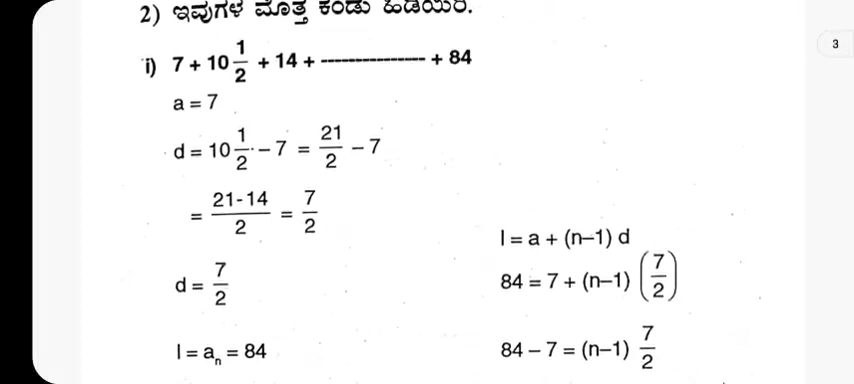 2) ಇವುಗಳ ಮೊತ್ತ ಕಂಡು ಹಿಡಿಯಿರಿ.
3
i) 7 + 10 1/2 + 14 + --------------- + 84
a = 7
d = 10 1/2 - 7 = 21/2 - 7
= 21-14/2 = 7/2
d = 7/2
l = aₙ = 84
l = a + (n–1) d
84 = 7 + (n–1) (7/2)
84 – 7 = (n–1) 7/2